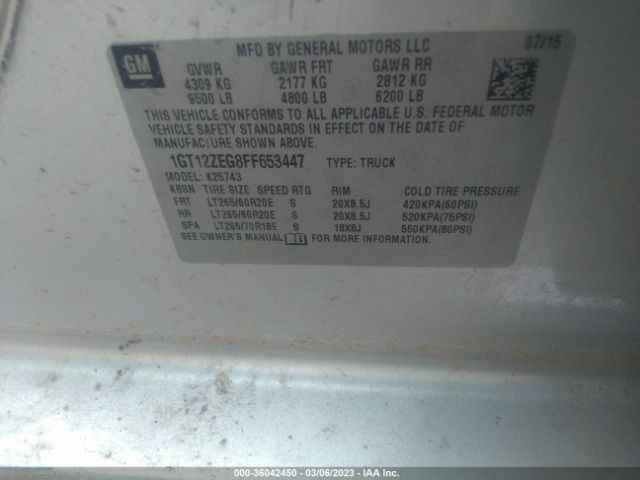 GM
MFD BY GENERAL MOTORS LLC 07/15
GVWR GAWR FRT GAWR RR
4309 KG 2177 KG 2812 KG
9500 LB 4800 LB 6200 LB
THIS VEHICLE CONFORMS TO ALL APPLICABLE U.S. FEDERAL MOTOR
VEHICLE SAFETY STANDARDS IN EFFECT ON THE DATE OF
MANUFACTURE SHOWN ABOVE.
1GT12ZEG8FF653447 TYPE: TRUCK
MODEL: K25743
KBSN TIRE SIZE SPEED RTG RIM COLD TIRE PRESSURE
FRT LT265/60R20E S 20X8.5J 420KPA(60PSI)
RR LT265/60R20E S 20X8.5J 520KPA(75PSI)
SPA LT265/70R18E S 18X8J 550KPA(80PSI)
SEE OWNER'S MANUAL FOR MORE INFORMATION.
000-36042450 - 03/06/2023 - IAA Inc.